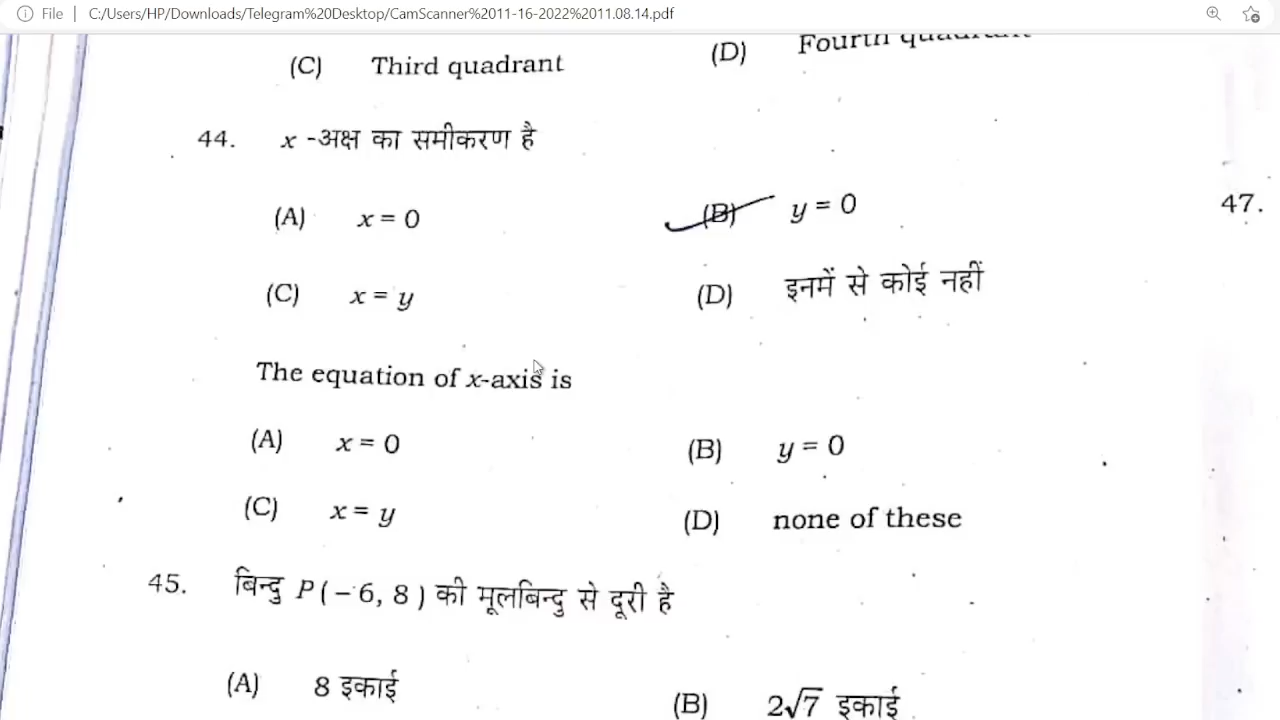 File | C:/Users/HP/Downloads/Telegram%20Desktop/CamScanner%2011-16-2022%2011.08.14.pdf
(C) Third quadrant (D) Fourth quadrant
44. x -अक्ष का समीकरण है
(A) x = 0 (B) y = 0
47.
(C) x = y (D) इनमें से कोई नहीं
The equation of x-axis is
(A) x = 0 (B) y = 0
(C) x = y (D) none of these
45. बिन्दु P ( – 6, 8 ) की मूलबिन्दु से दूरी है
(A) 8 इकाई (B) 2√7 इकाई